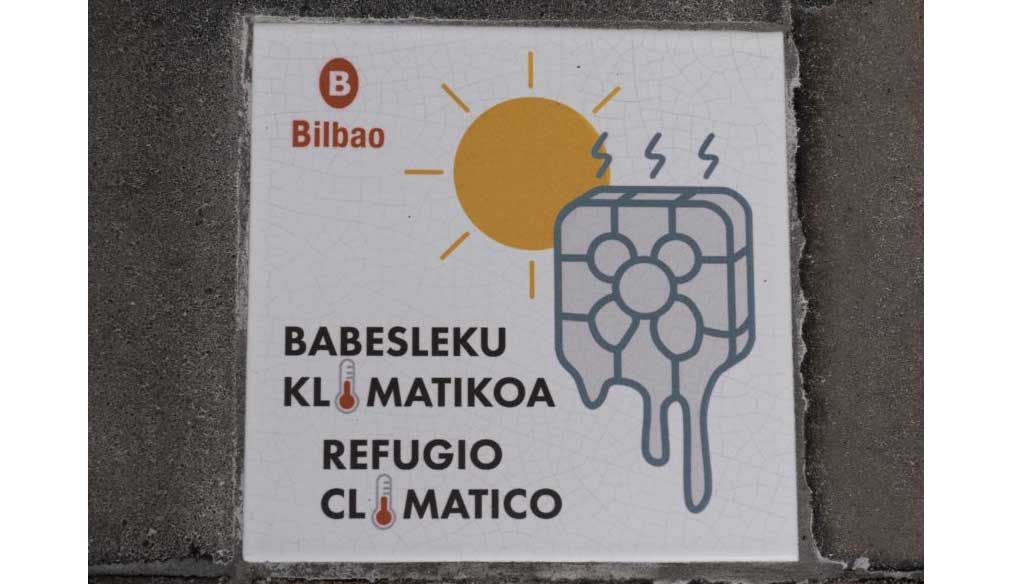 B
Bilbao
BABESLEKU
KLIMATIKOA
REFUGIO
CLIMATICO